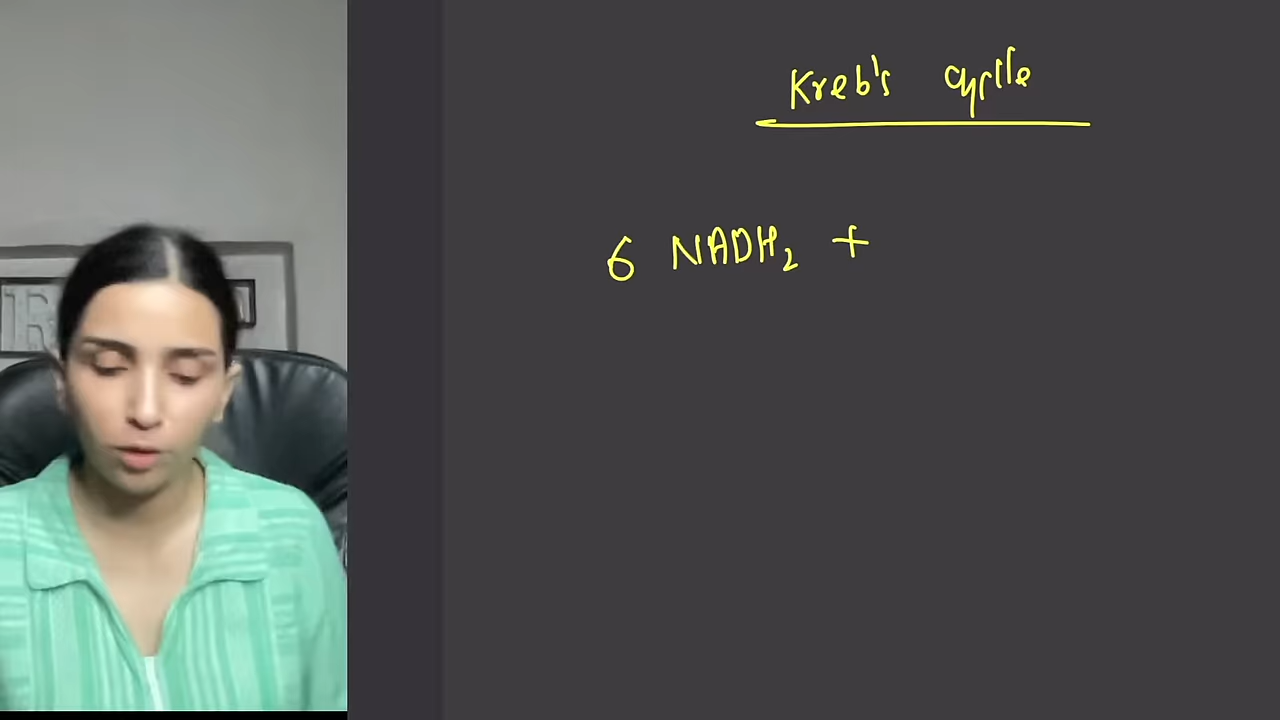 Kreb's cycle
6 NADH₂ +